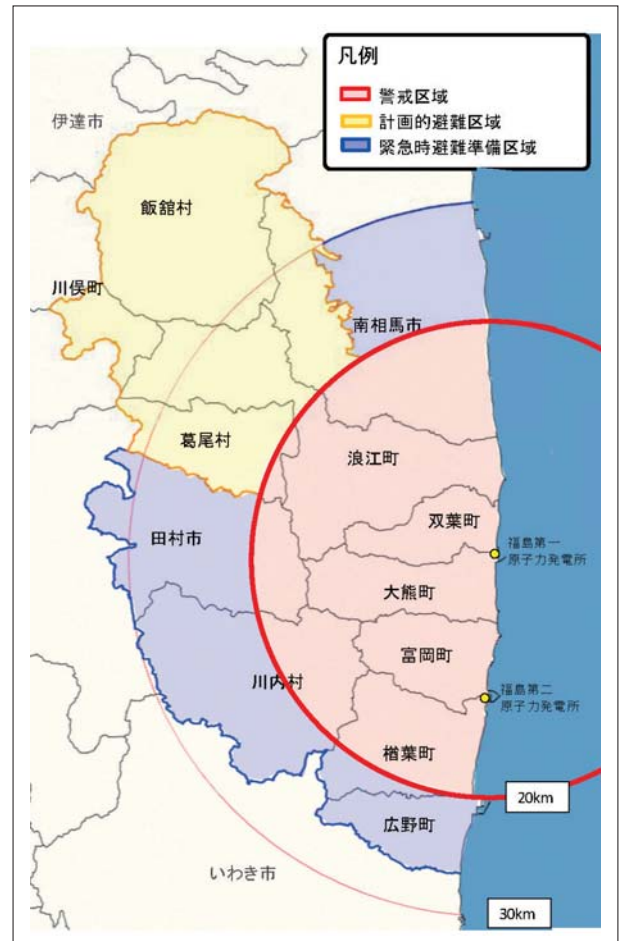 凡例
警戒区域
計画的避難区域
緊急時避難準備区域
伊達市
飯舘村
川俣町
南相馬市
葛尾村
浪江町
双葉町
田村市
福島第一
原子力発電所
大熊町
富岡町
川内村
福島第二
原子力発電所
楢葉町
20km
広野町
いわき市
30km